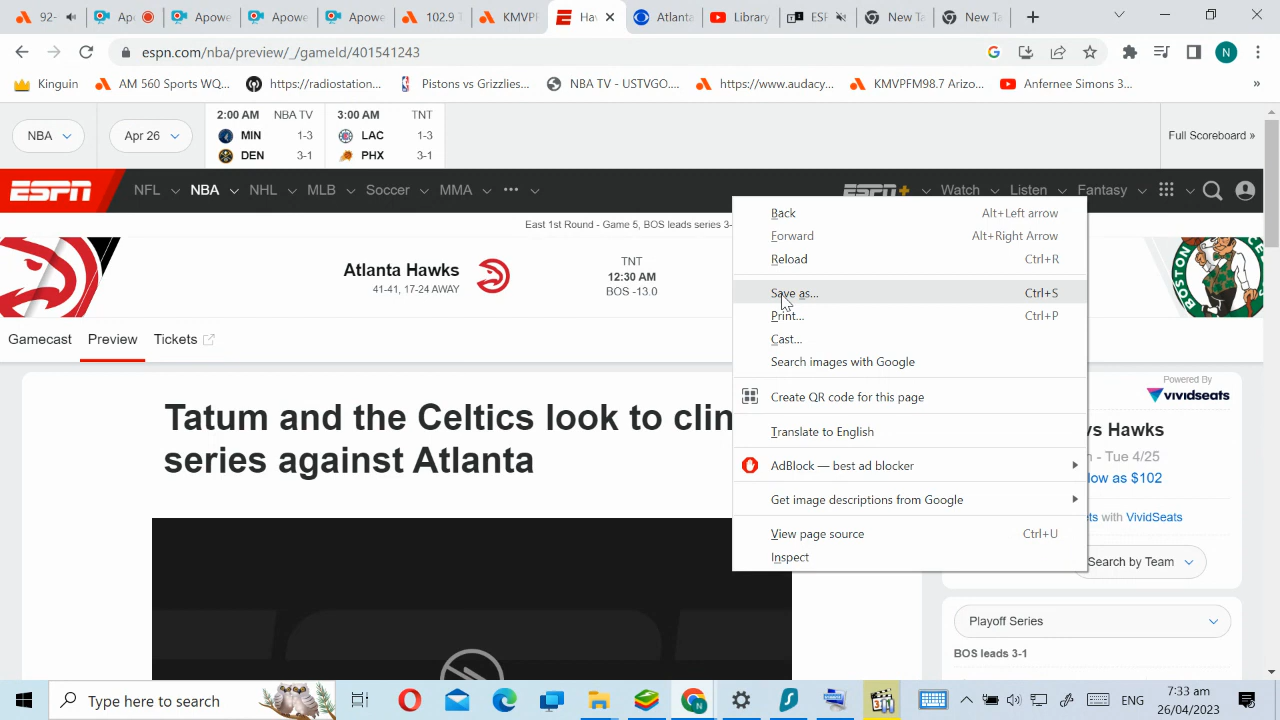 92-
Apowe
Apowe
Apowe
102.9 T
KMVPI
Hav
Atlanta
Library
ESF
New Ta
New Ta
espn.com/nba/preview/_/gameId/401541243
N
Kinguin
AM 560 Sports WQ...
https://radiostation.
Pistons vs Grizzlies...
NBA TV - USTVGO....
https://www.audacy...
KMVPFM98.7 Arizo...
Anfernee Simons 3...
»
NBA
Apr 26
2:00 AM NBA TV
MIN 1-3
DEN 3-1
3:00 AM TNT
LAC 1-3
PHX 3-1
Full Scoreboard »
ESPN
NFL
NBA
NHL
MLB
Soccer
MMA
•••
ESPN+
Watch
Listen
Fantasy
East 1st Round - Game 5, BOS leads series 3-
Atlanta Hawks
41-41, 17-24 AWAY
TNT
12:30 AM
BOS -13.0
BOSTON
Gamecast
Preview
Tickets
Back Alt+Left arrow
Forward Alt+Right Arrow
Reload Ctrl+R
Save as... Ctrl+S
Print... Ctrl+P
Cast...
Search images with Google
Create QR code for this page
Translate to English
AdBlock — best ad blocker
Get image descriptions from Google
View page source Ctrl+U
Inspect
Tatum and the Celtics look to clin
series against Atlanta
Powered By
vividseats
vs Hawks
n - Tue 4/25
low as $102
ets with VividSeats
Search by Team
Playoff Series
BOS leads 3-1
Type here to search
ENG
7:33 am
26/04/2023